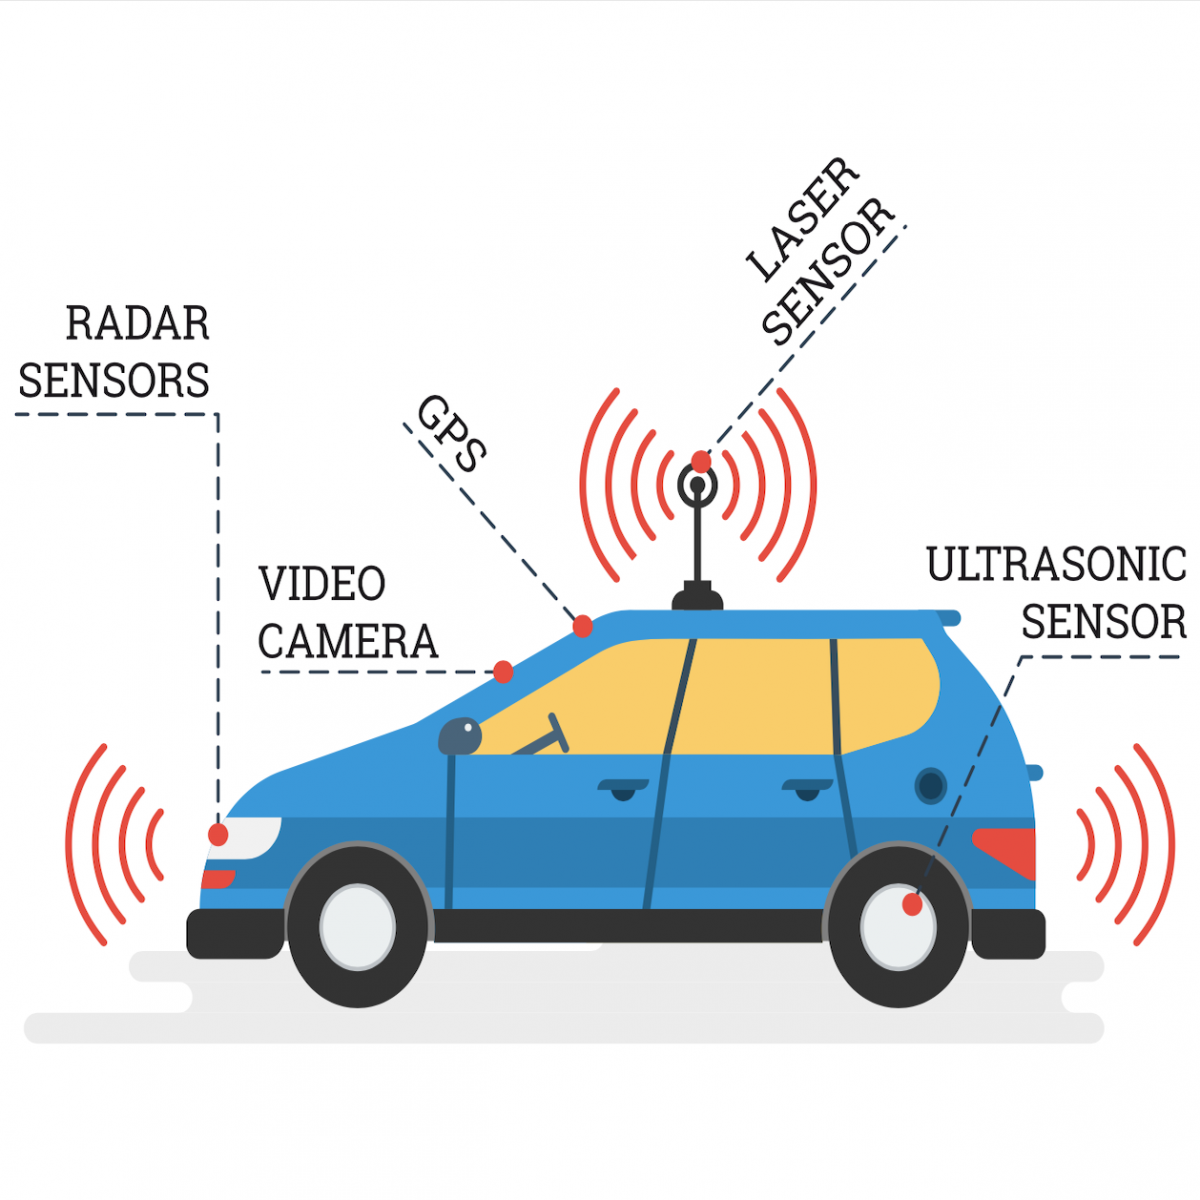 LASER
SENSOR
RADAR
SENSORS
GPS
VIDEO
CAMERA
ULTRASONIC
SENSOR